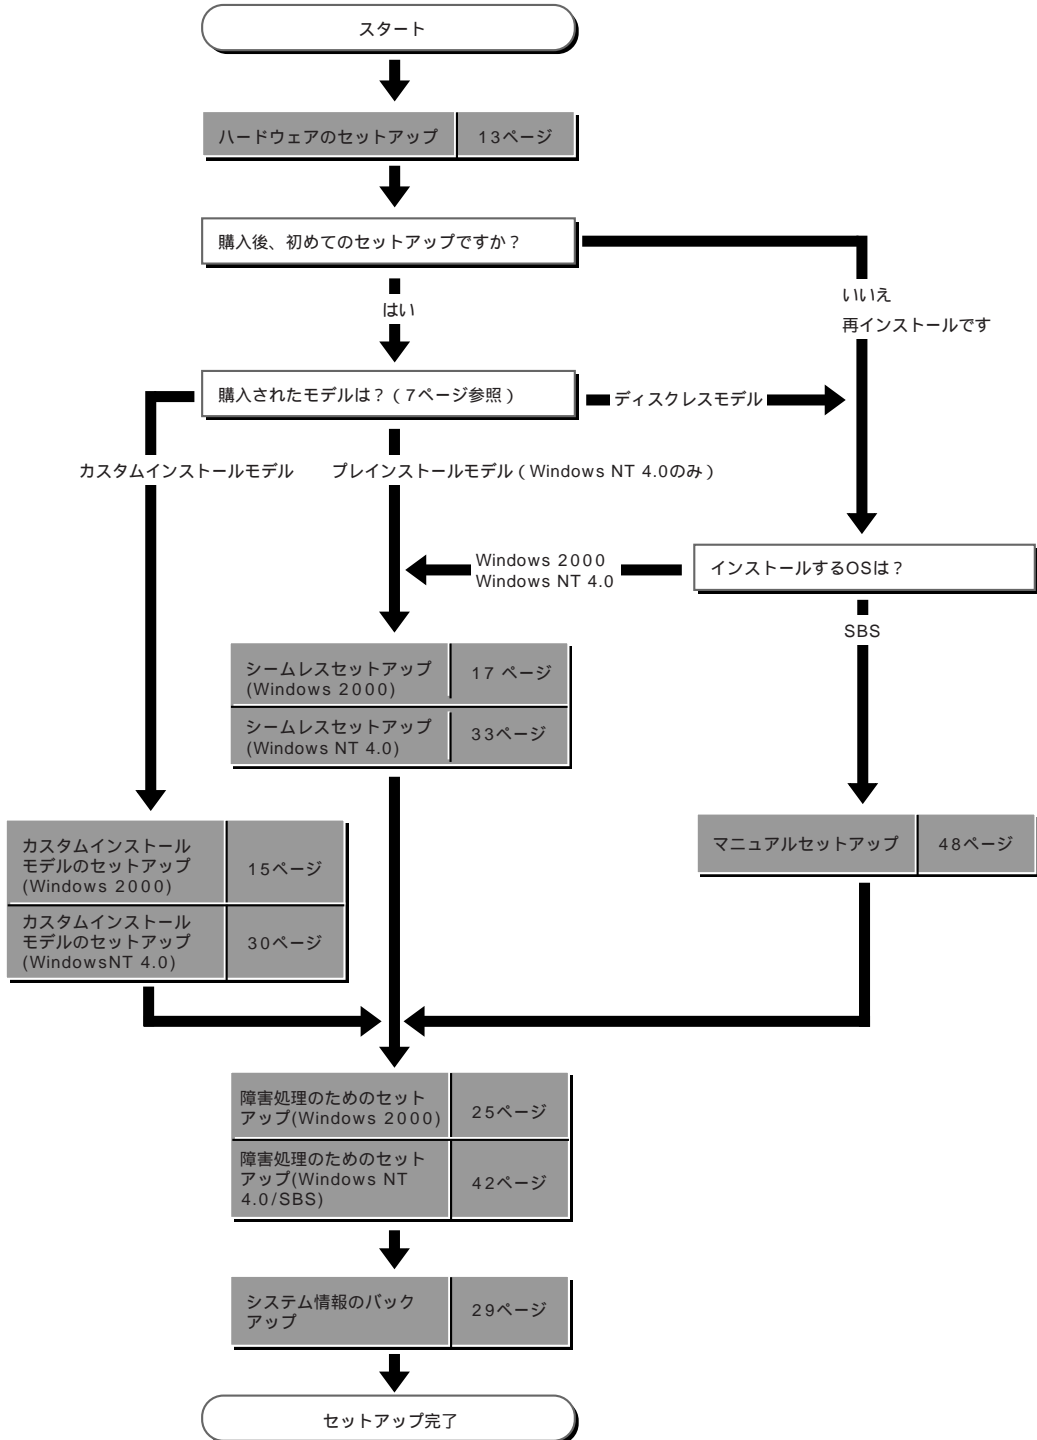 スタート
ハードウェアのセットアップ 13ページ
購入後、初めてのセットアップですか？
はい
いいえ
再インストールです
購入されたモデルは？（7ページ参照）
ディスクレスモデル
カスタムインストールモデル
プレインストールモデル（Windows NT 4.0のみ）
Windows 2000
Windows NT 4.0
インストールするOSは？
SBS
シームレスセットアップ
(Windows 2000)
17 ページ
シームレスセットアップ
(Windows NT 4.0)
33ページ
カスタムインストール
モデルのセットアップ
(Windows 2000)
15ページ
カスタムインストール
モデルのセットアップ
(WindowsNT 4.0)
30ページ
マニュアルセットアップ 48ページ
障害処理のためのセット
アップ(Windows 2000)
25ページ
障害処理のためのセット
アップ(Windows NT
4.0/SBS)
42ページ
システム情報のバック
アップ
29ページ
セットアップ完了